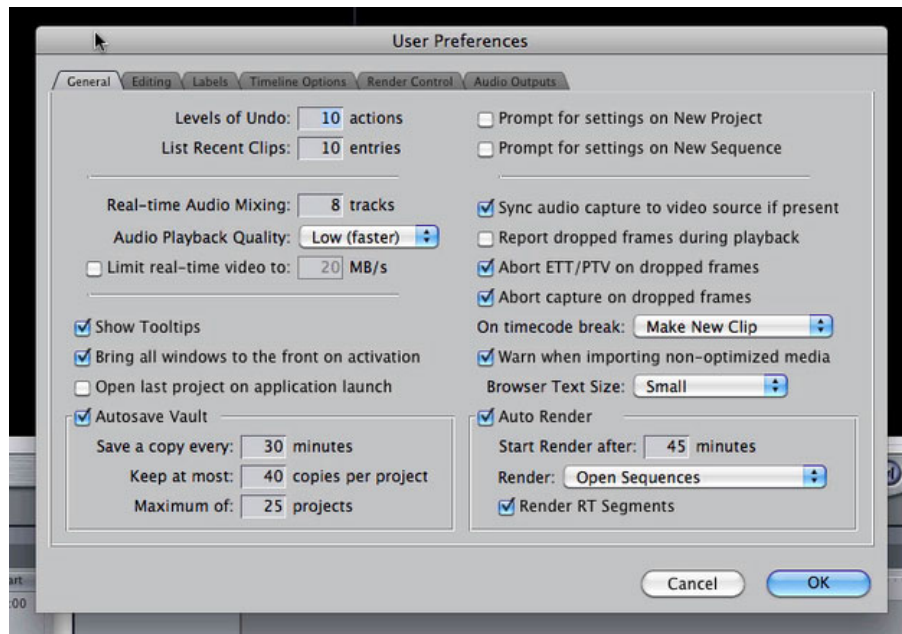 User Preferences
General Editing Labels Timeline Options Render Control Audio Outputs
Levels of Undo: 10 actions
List Recent Clips: 10 entries
Real-time Audio Mixing: 8 tracks
Audio Playback Quality: Low (faster)
Limit real-time video to: 20 MB/s
Show Tooltips
Bring all windows to the front on activation
Open last project on application launch
Autosave Vault
Save a copy every: 30 minutes
Keep at most: 40 copies per project
Maximum of: 25 projects
Prompt for settings on New Project
Prompt for settings on New Sequence
Sync audio capture to video source if present
Report dropped frames during playback
Abort ETT/PTV on dropped frames
Abort capture on dropped frames
On timecode break: Make New Clip
Warn when importing non-optimized media
Browser Text Size: Small
Auto Render
Start Render after: 45 minutes
Render: Open Sequences
Render RT Segments
Cancel OK